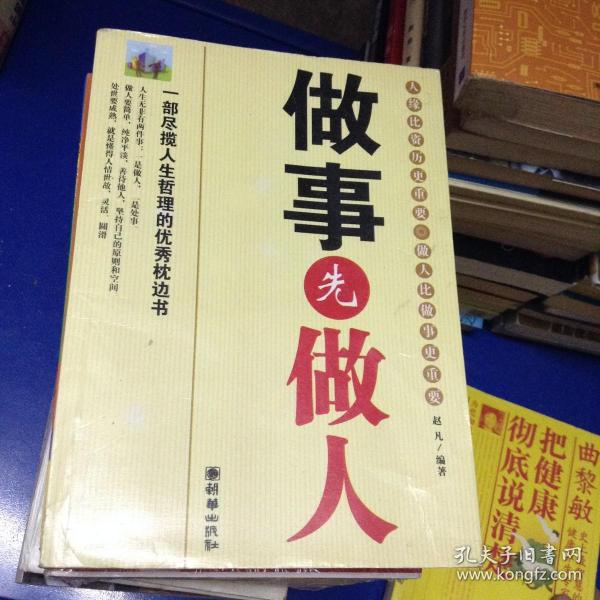 做事先做人
人缘比资历更重要 做人比做事更重要
赵凡/编著
一部尽揽人生哲理的优秀枕边书
人生无非有两件事：一是做人，一是处事
做人要简单，纯净平淡，善待他人，坚持自己的原则和空间
处世要成熟，就是懂得人情世故，灵活、圆滑
朝华出版社
曲黎敏
把健康
彻底说清
孔夫子旧书网
www.kongfz.com